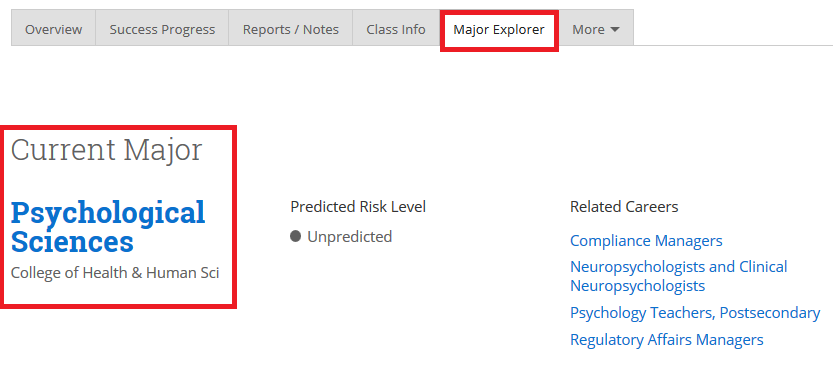 Overview Success Progress Reports / Notes Class Info Major Explorer More
Current Major
Psychological
Sciences
College of Health & Human Sci
Predicted Risk Level
Unpredicted
Related Careers
Compliance Managers
Neuropsychologists and Clinical
Neuropsychologists
Psychology Teachers, Postsecondary
Regulatory Affairs Managers